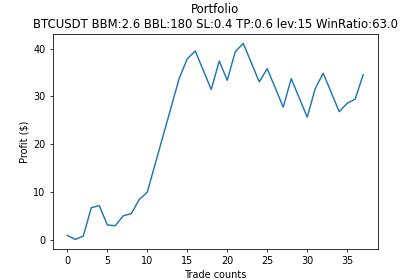 Portfolio
BTCUSDT BBM:2.6 BBL:180 SL:0.4 TP:0.6 lev:15 WinRatio:63.0
40
30
20
10
0
Profit ($)
0 5 10 15 20 25 30 35
Trade counts